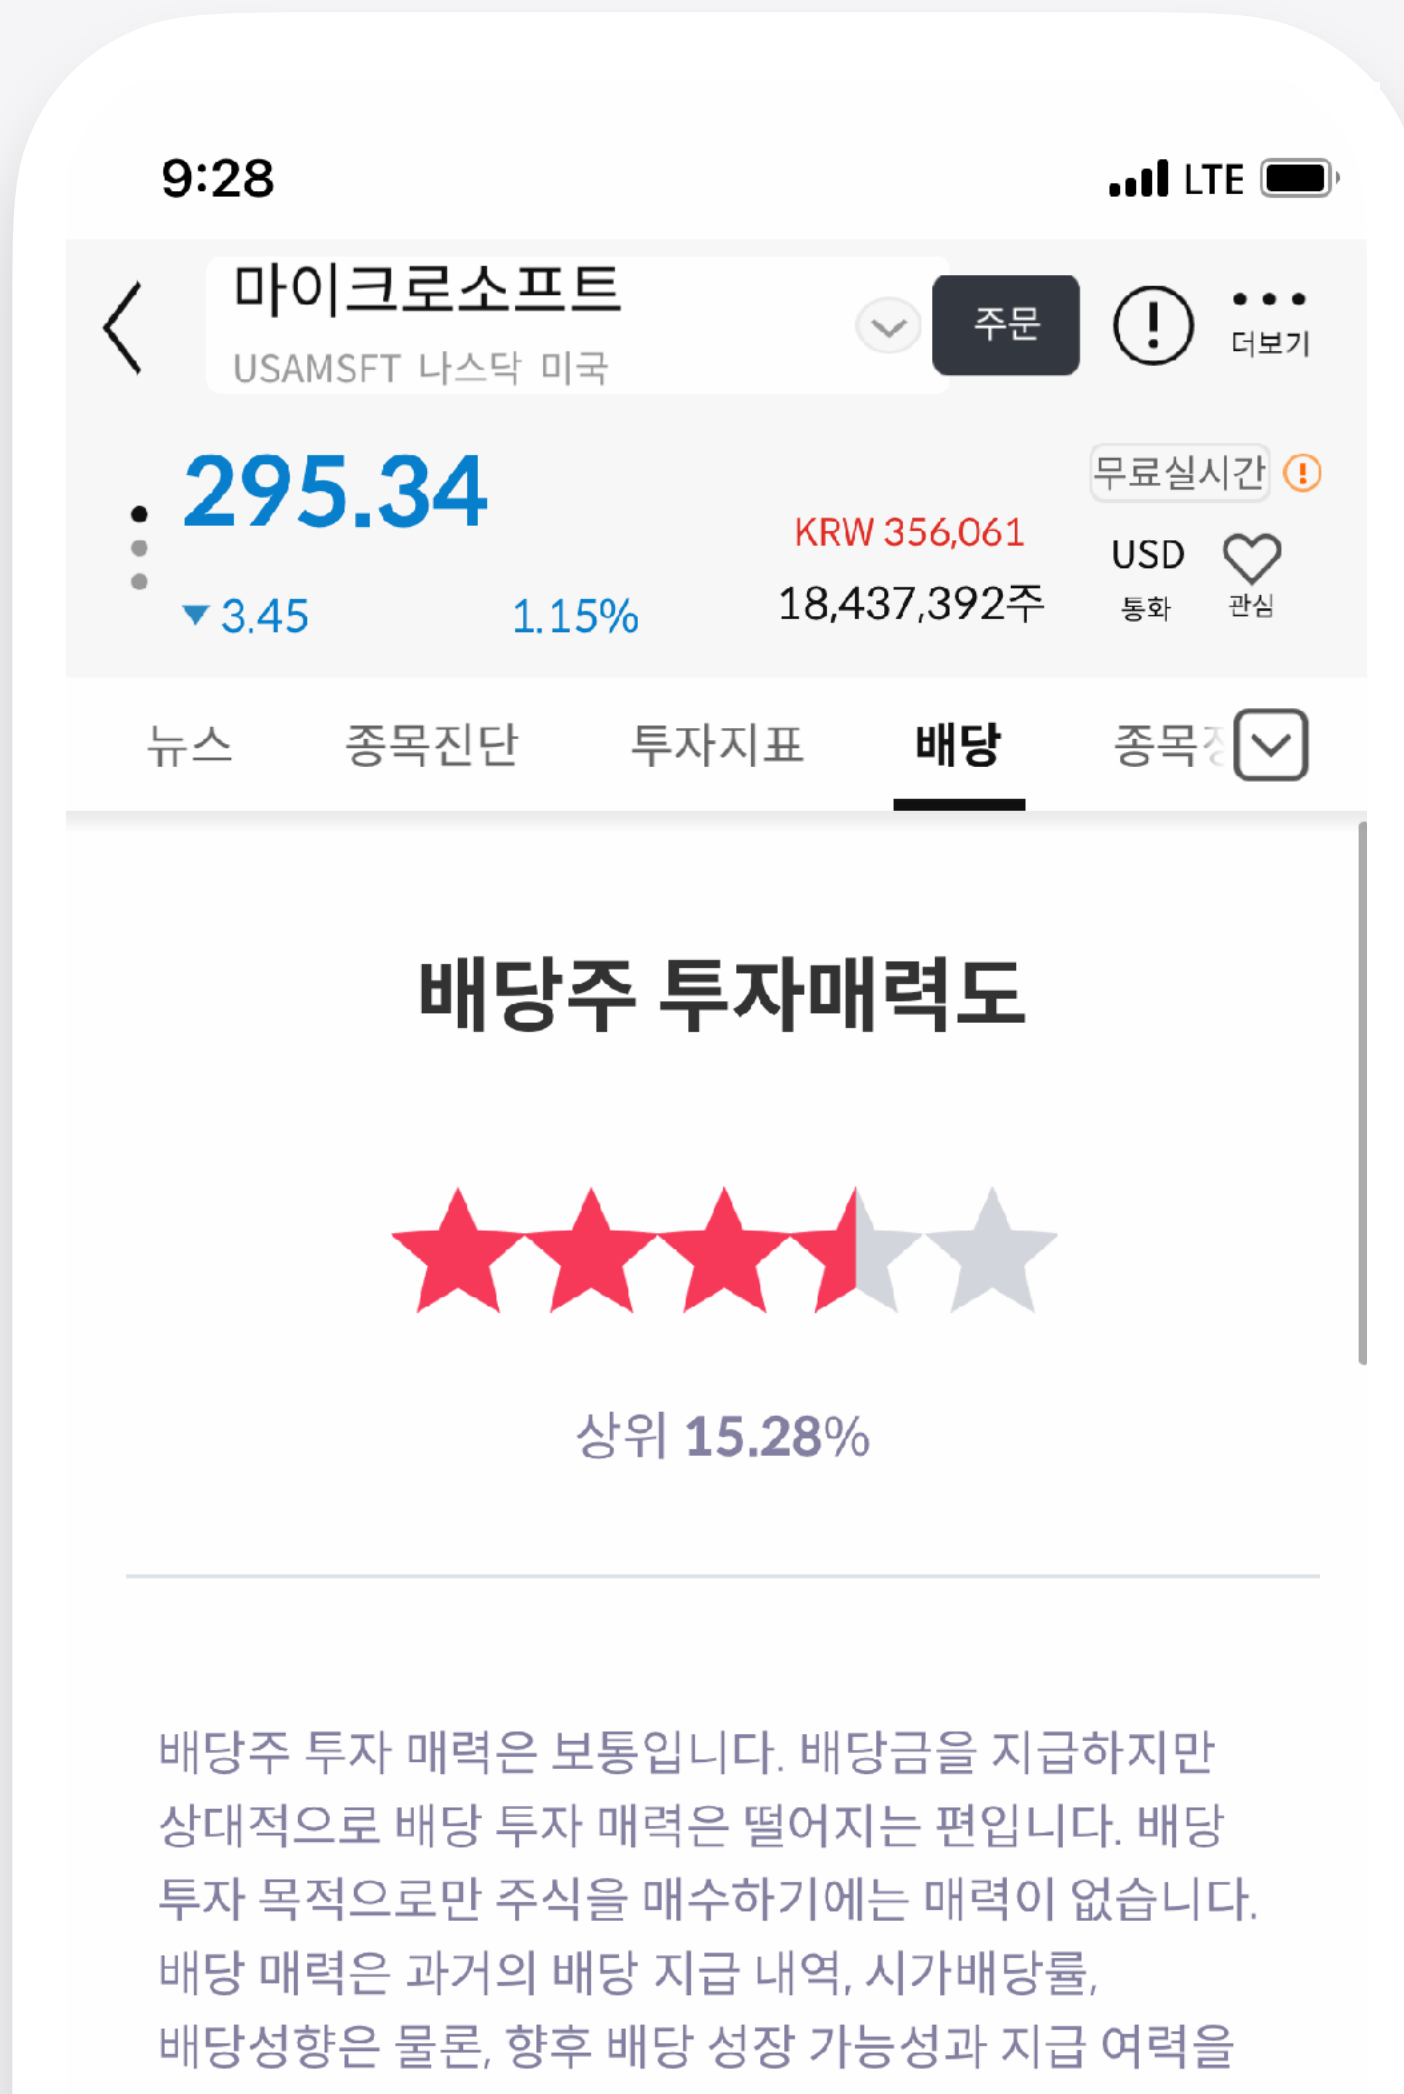 9:28 LTE
마이크로소프트
USAMSFT 나스닥 미국
주문
더보기
295.34
무료실시간
KRW 356,061
USD
▼ 3.45 1.15%
18,437,392주
통화
관심
뉴스 종목진단 투자지표 배당 종목
배당주 투자매력도
상위 15.28%
배당주 투자 매력은 보통입니다. 배당금을 지급하지만
상대적으로 배당 투자 매력은 떨어지는 편입니다. 배당
투자 목적으로만 주식을 매수하기에는 매력이 없습니다.
배당 매력은 과거의 배당 지급 내역, 시가배당률,
배당성향은 물론, 향후 배당 성장 가능성과 지급 여력을